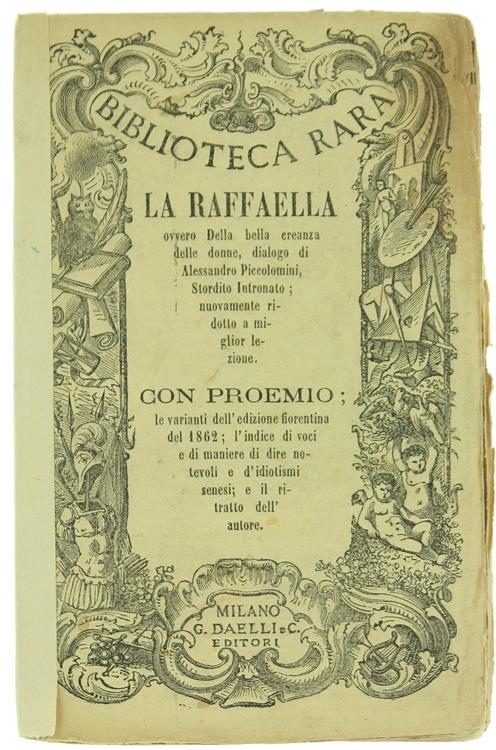 BIBLIOTECA RARA
LA RAFFAELLA
ovvero Della bella creanza
delle donne, dialogo di
Alessandro Piccolomini,
Stordito Intronato ;
nuovamente ri-
dotto a mi-
glior le-
zione.
CON PROEMIO ;
le varianti dell'edizione fiorentina
del 1862 ; l'indice di voci
e di maniere di dire no-
tevoli e d'idiotismi
senesi; e il ri-
tratto dell'
autore.
MILANO
G. DAELLI e C.
EDITORI